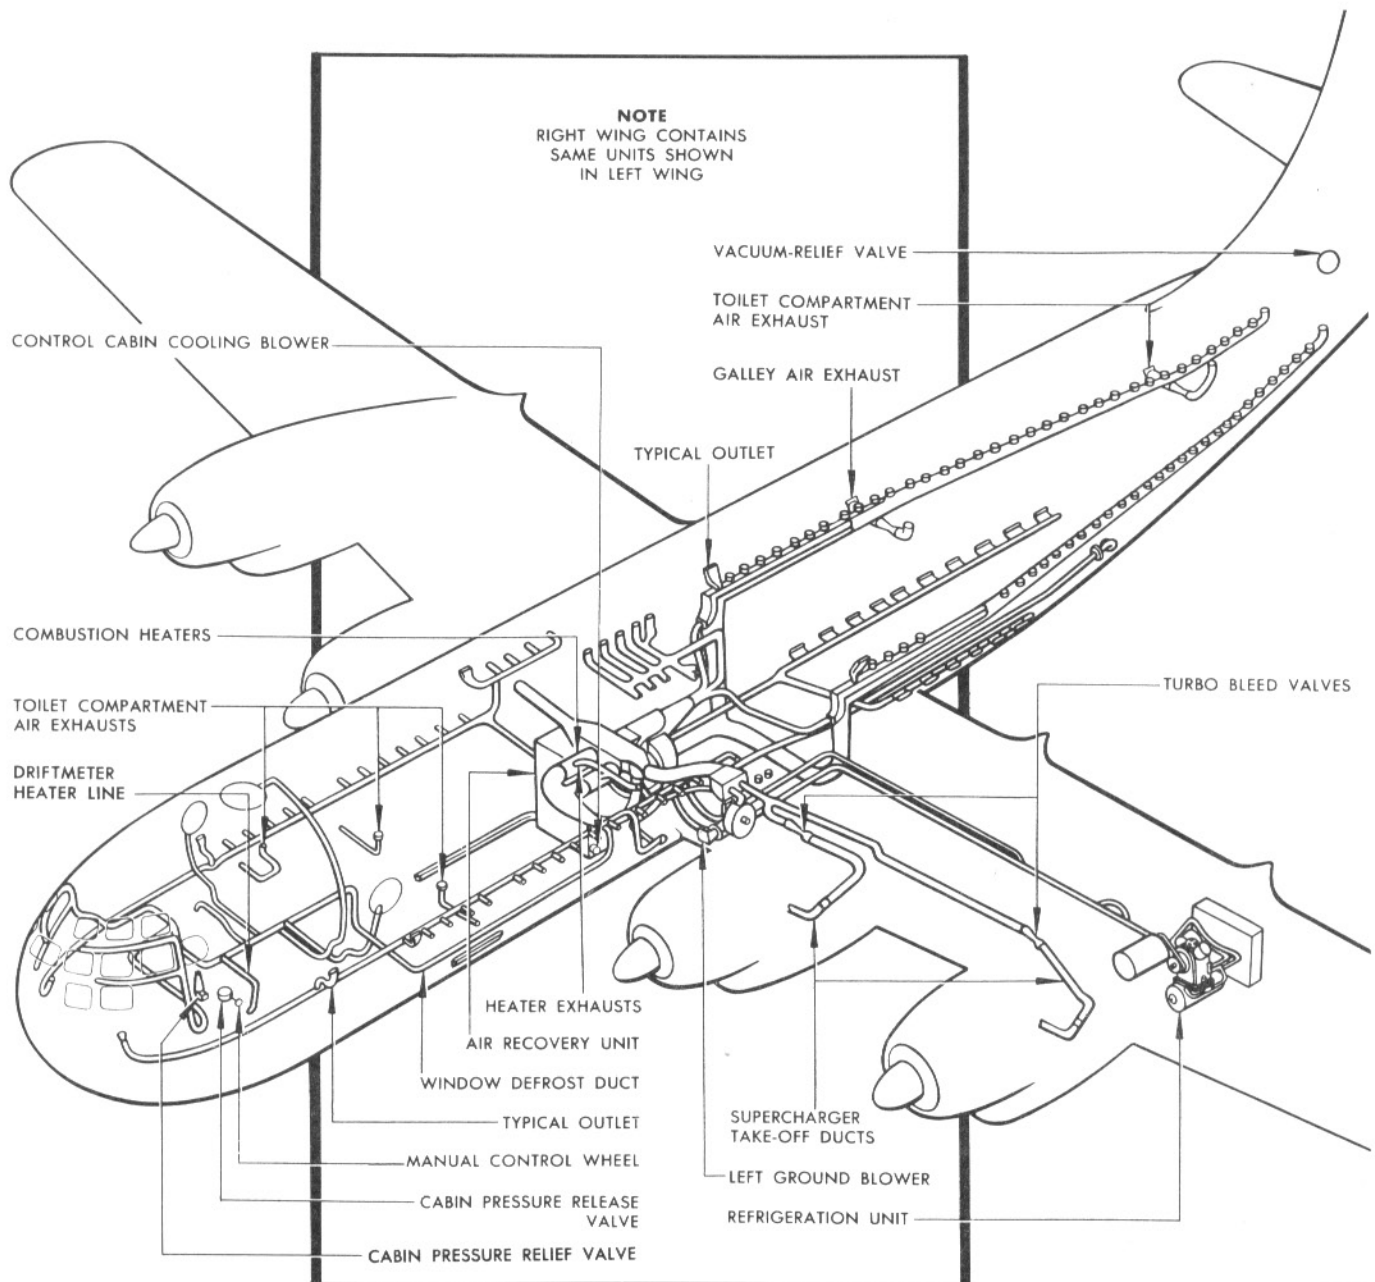 NOTE
RIGHT WING CONTAINS
SAME UNITS SHOWN
IN LEFT WING
VACUUM-RELIEF VALVE
TOILET COMPARTMENT
AIR EXHAUST
CONTROL CABIN COOLING BLOWER
GALLEY AIR EXHAUST
TYPICAL OUTLET
COMBUSTION HEATERS
TURBO BLEED VALVES
TOILET COMPARTMENT
AIR EXHAUSTS
DRIFTMETER
HEATER LINE
HEATER EXHAUSTS
AIR RECOVERY UNIT
WINDOW DEFROST DUCT
TYPICAL OUTLET
MANUAL CONTROL WHEEL
CABIN PRESSURE RELEASE
VALVE
CABIN PRESSURE RELIEF VALVE
SUPERCHARGER
TAKE-OFF DUCTS
LEFT GROUND BLOWER
REFRIGERATION UNIT